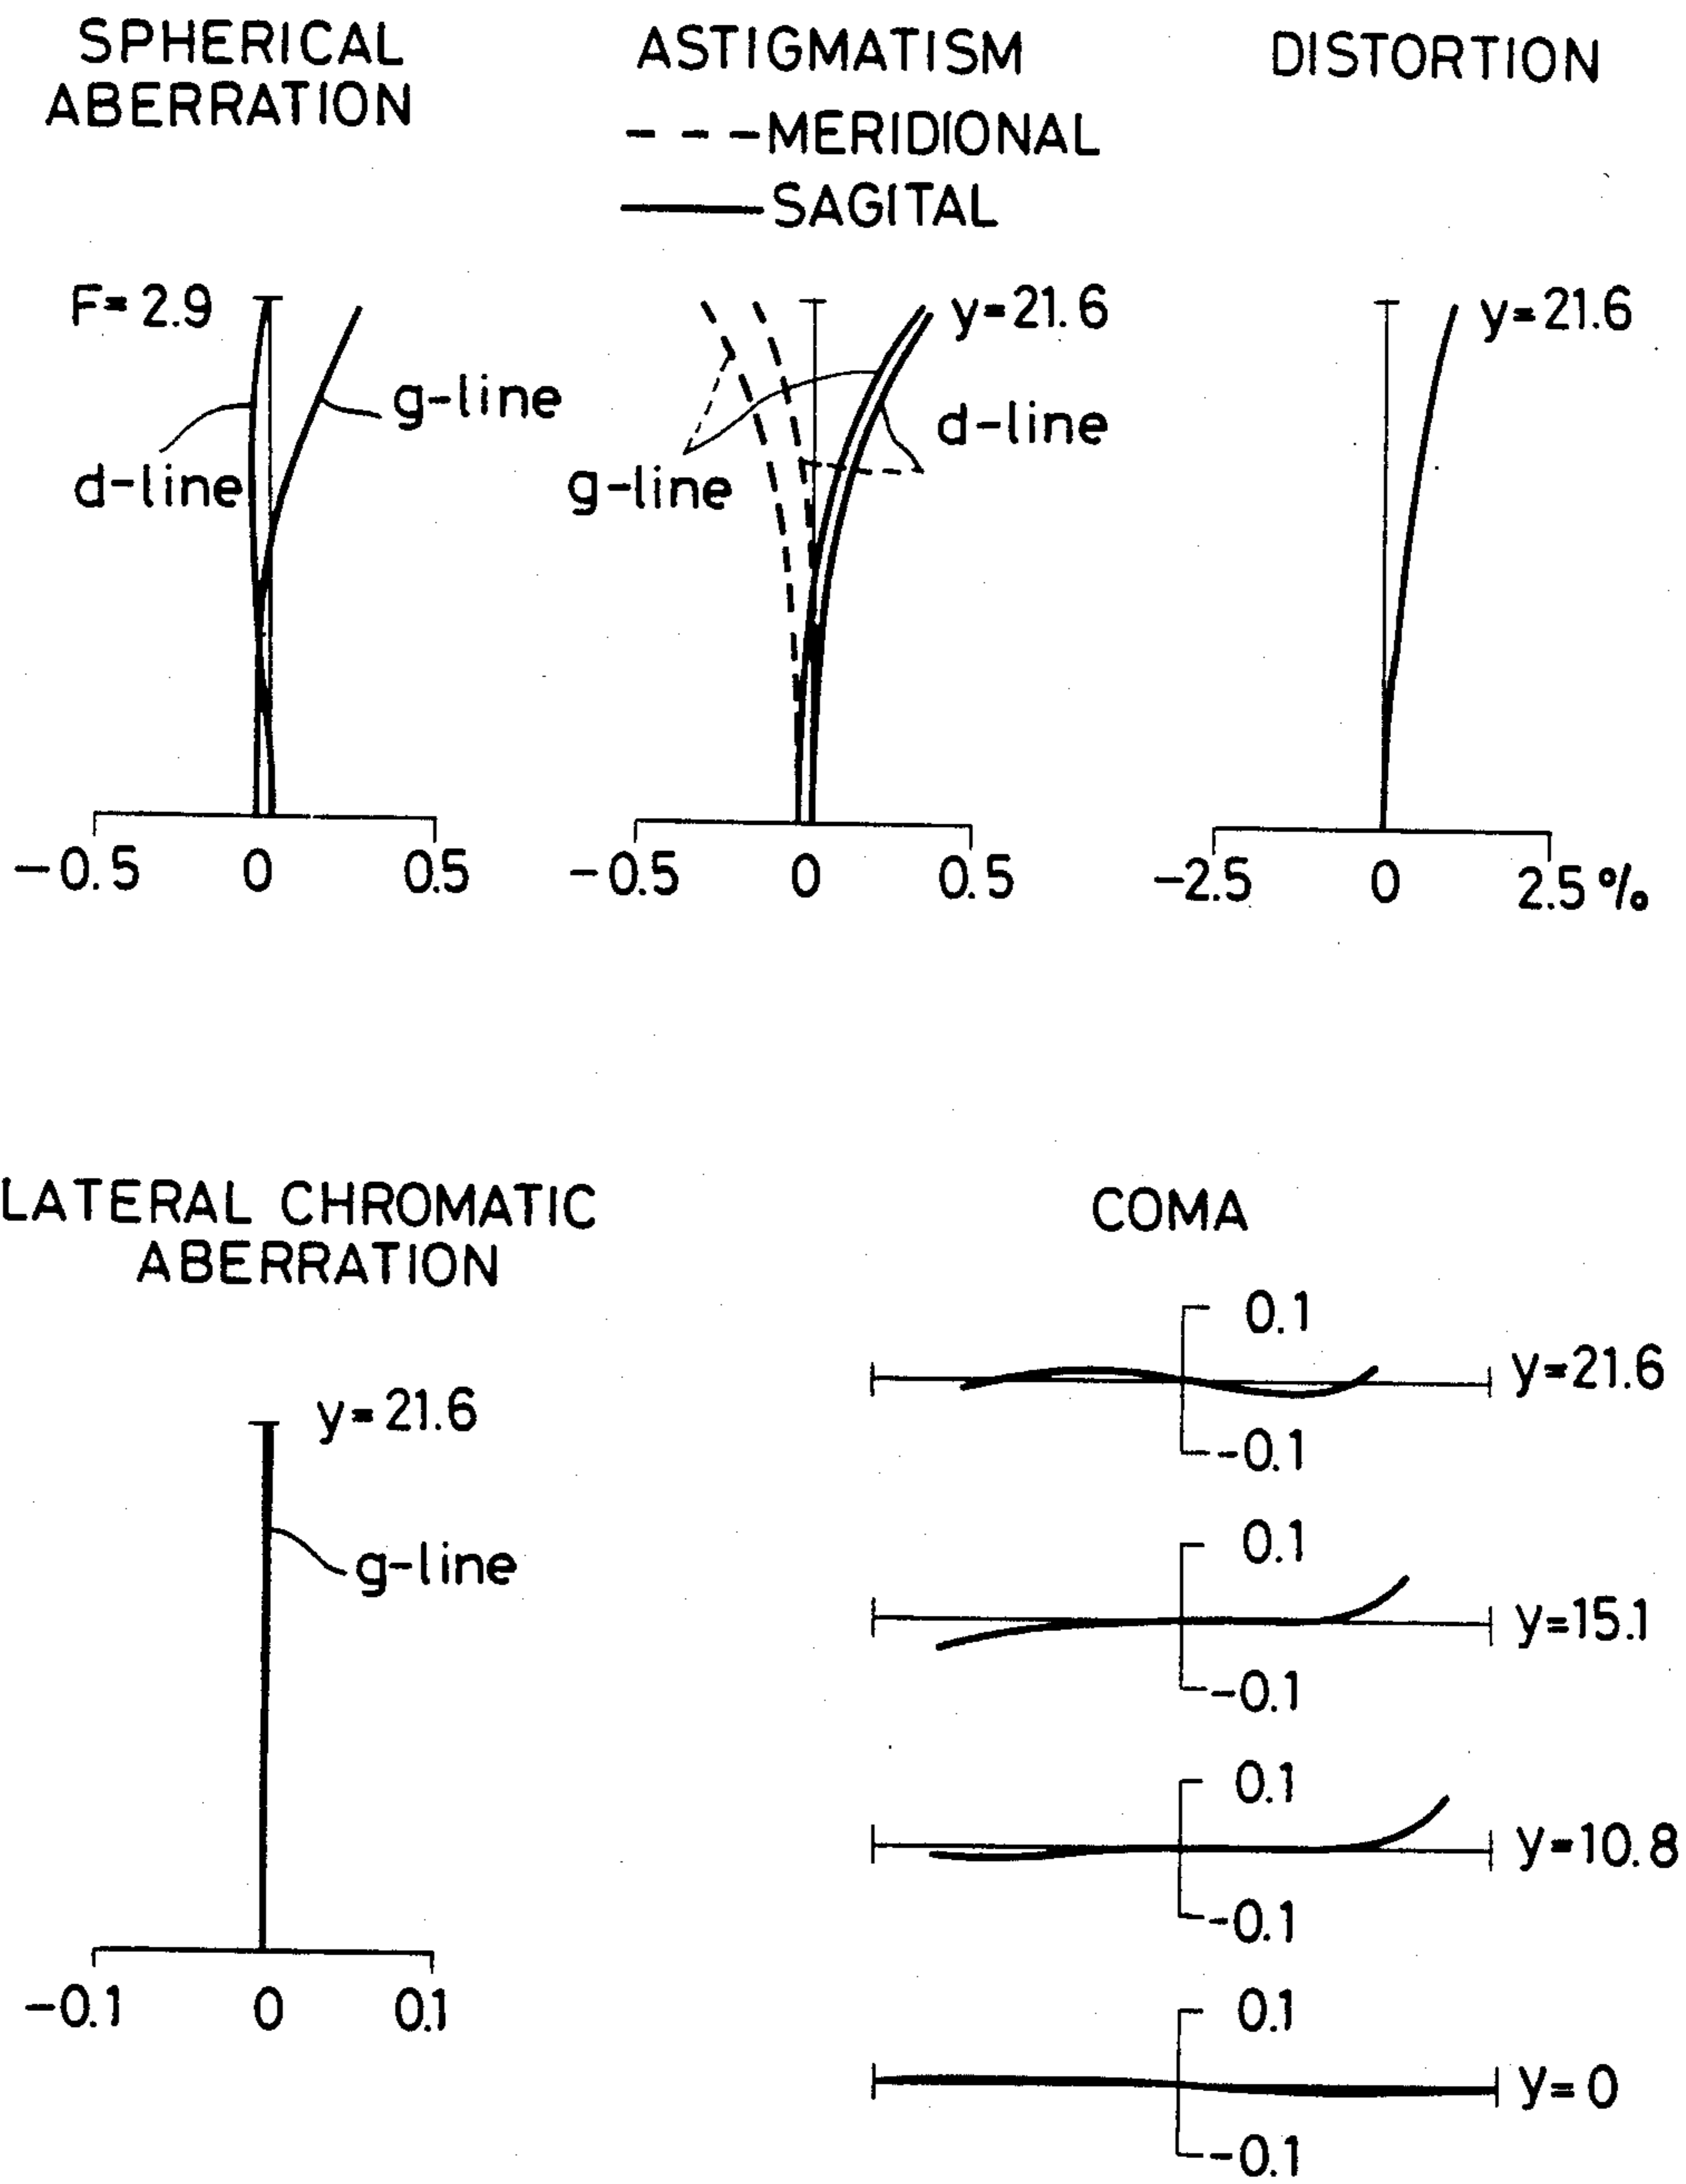 SPHERICAL
ABERRATION
F=2.9
d-line
g-line
-0.5 0 0.5
ASTIGMATISM
--- MERIDIONAL
— SAGITAL
y=21.6
d-line
g-line
-0.5 0 0.5
DISTORTION
y=21.6
-2.5 0 2.5%
LATERAL CHROMATIC
ABERRATION
y=21.6
g-line
-0.1 0 0.1
COMA
0.1
y=21.6
-0.1
0.1
y=15.1
-0.1
0.1
y=10.8
-0.1
0.1
y=0
-0.1